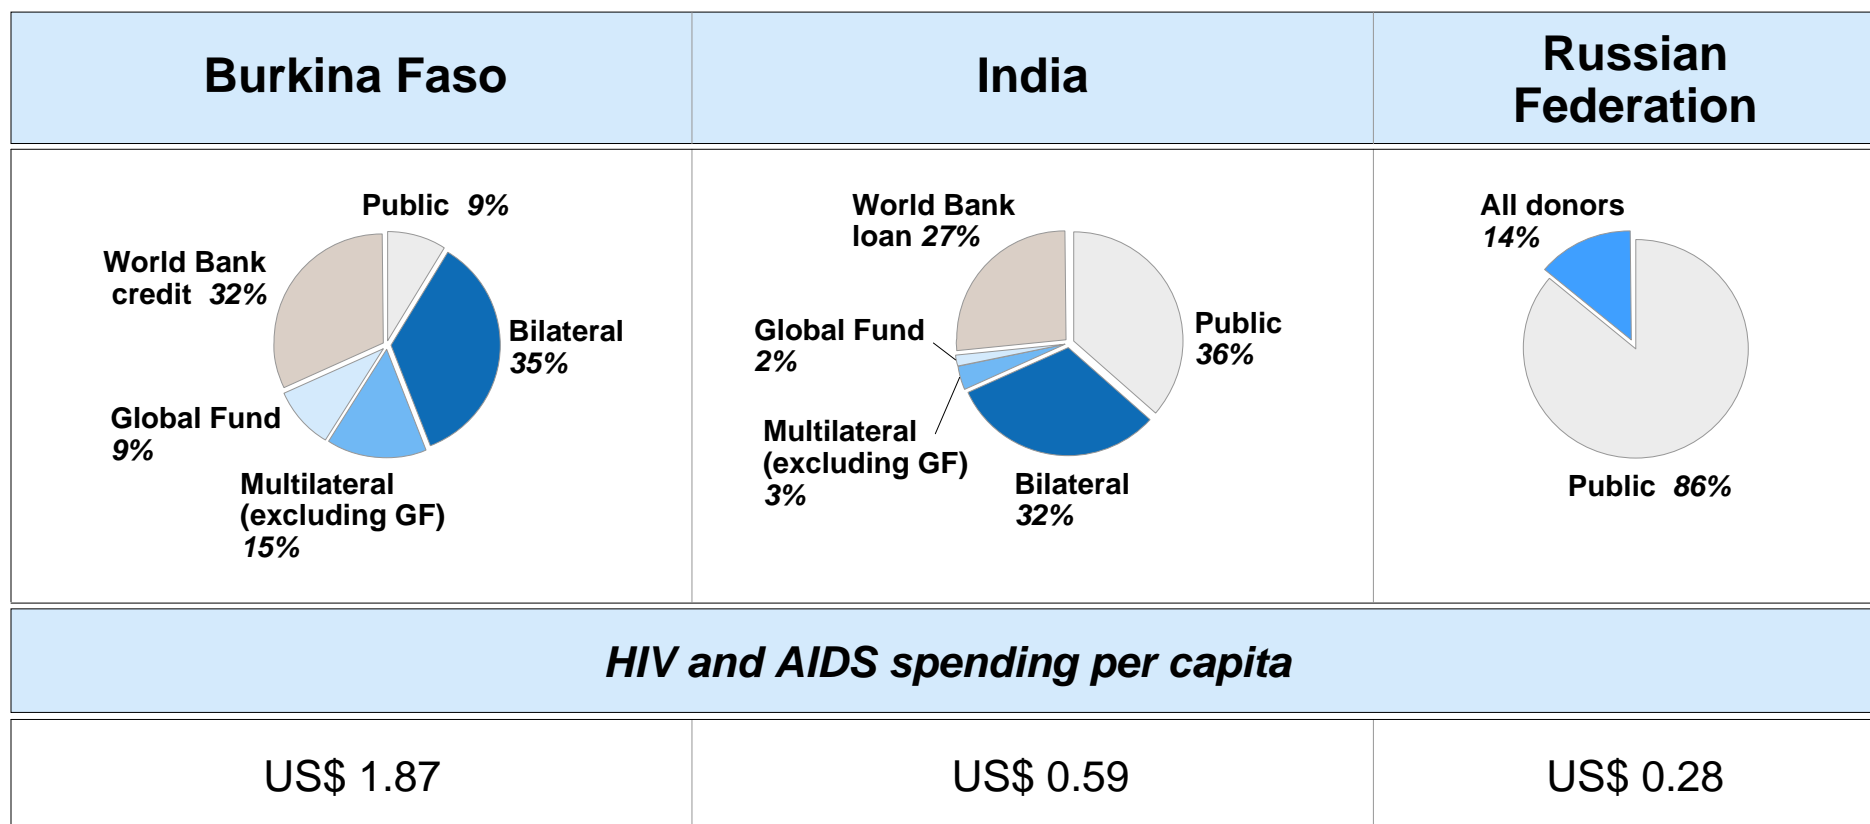 Burkina Faso
India
Russian
Federation
Public 9%
World Bank
credit 32%
Bilateral
35%
Global Fund
9%
Multilateral
(excluding GF)
15%
World Bank
loan 27%
Global Fund
2%
Public
36%
Multilateral
(excluding GF)
3%
Bilateral
32%
All donors
14%
Public 86%
HIV and AIDS spending per capita
US$ 1.87
US$ 0.59
US$ 0.28